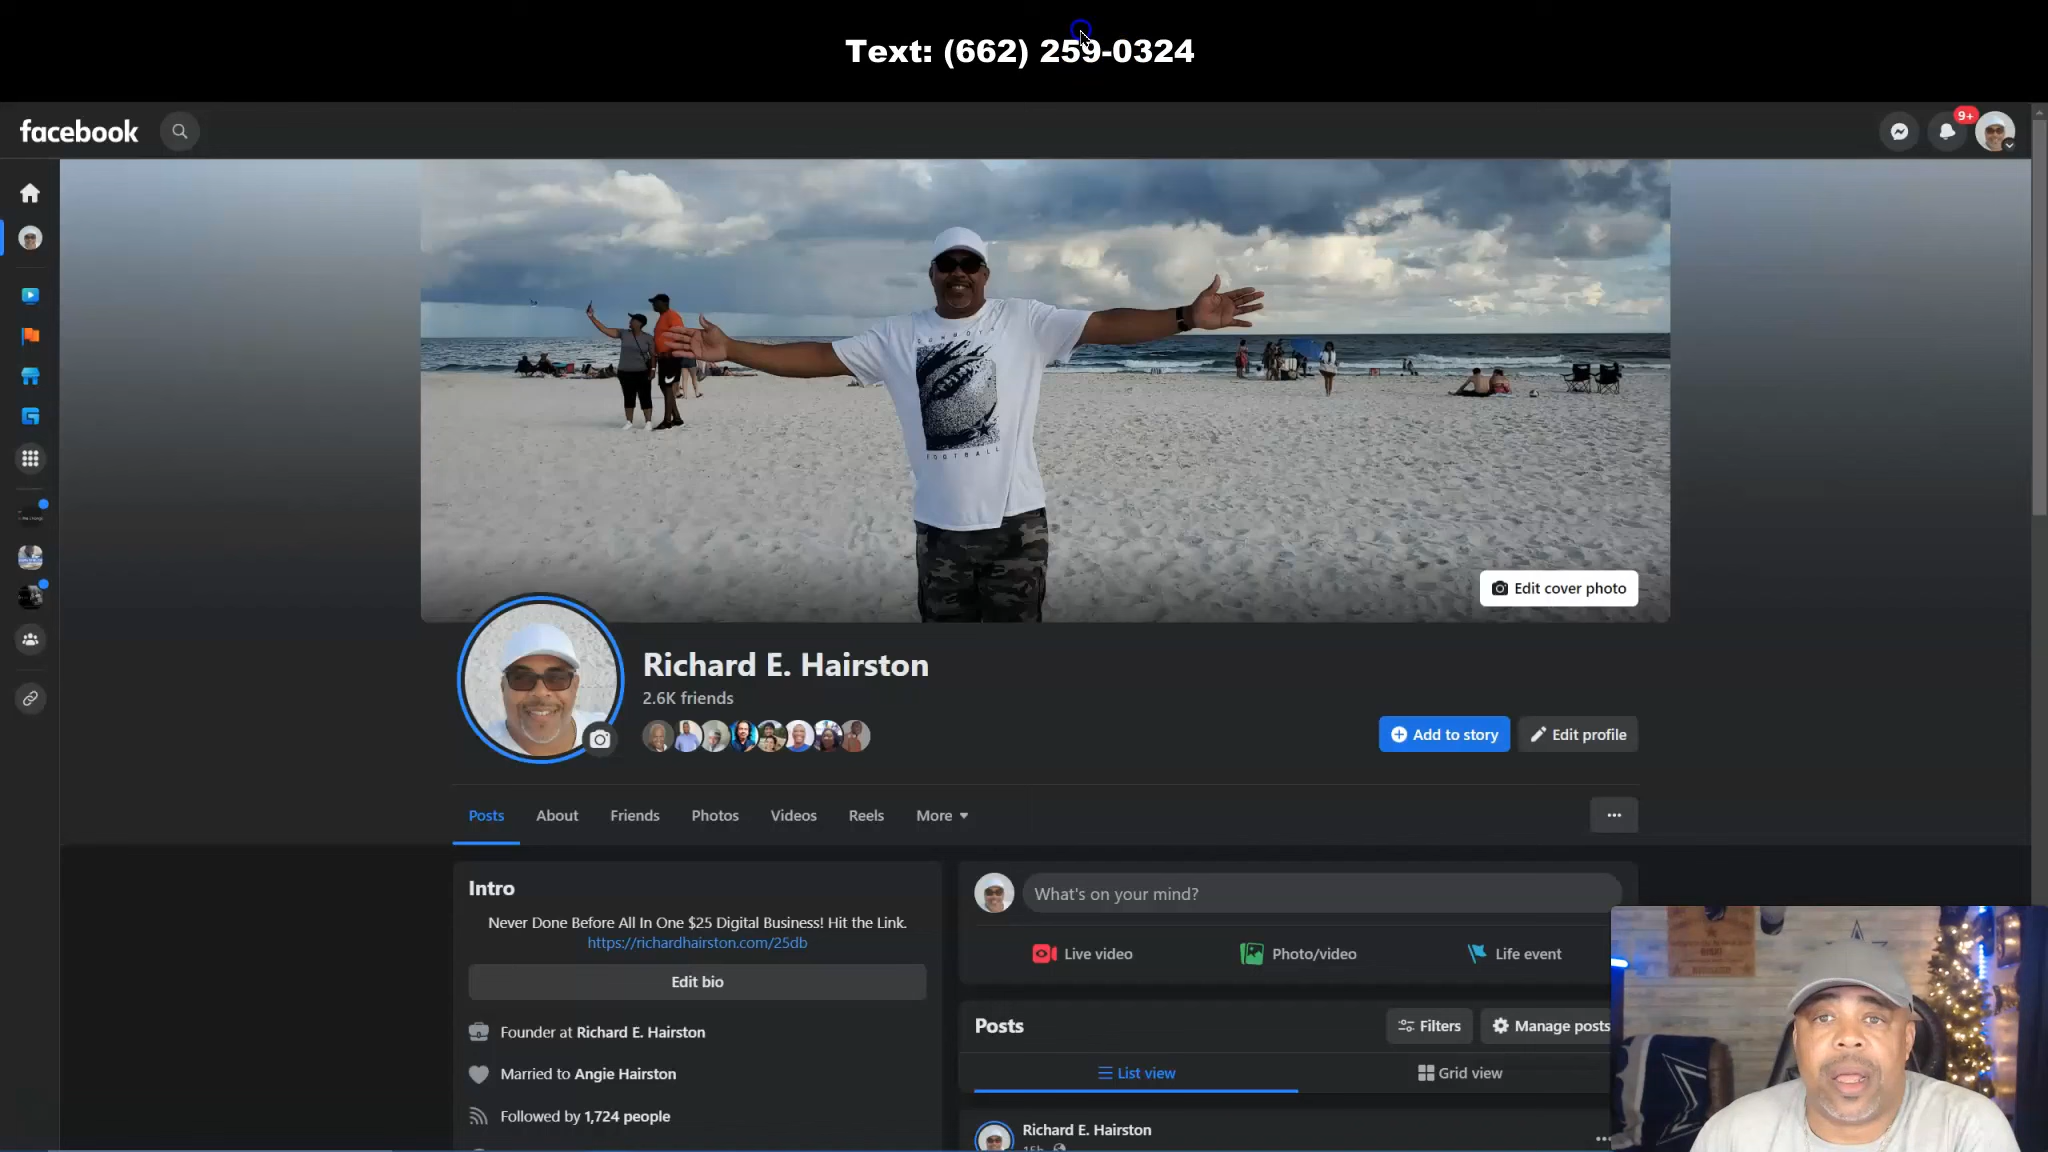 Text: (662) 259-0324
facebook
9+
COWBOYS
FOOTBALL
Edit cover photo
Richard E. Hairston
2.6K friends
Add to story
Edit profile
Posts
About
Friends
Photos
Videos
Reels
More
Intro
Never Done Before All In One $25 Digital Business! Hit the Link.
https://richardhairston.com/25db
Edit bio
Founder at Richard E. Hairston
Married to Angie Hairston
Followed by 1,724 people
What's on your mind?
Live video
Photo/video
Life event
Posts
Filters
Manage posts
List view
Grid view
Richard E. Hairston
15h